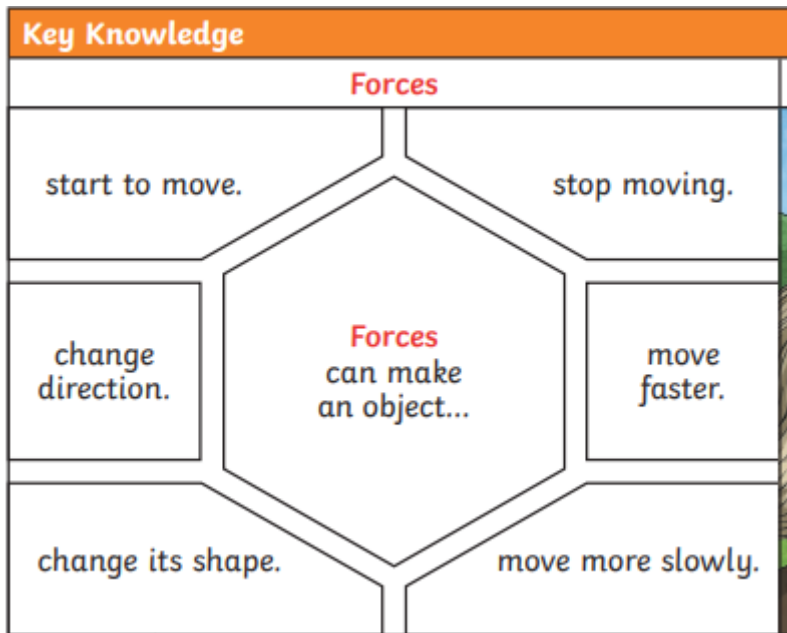 Key Knowledge
Forces
start to move.
stop moving.
change
direction.
Forces
can make
an object...
move
faster.
change its shape.
move more slowly.